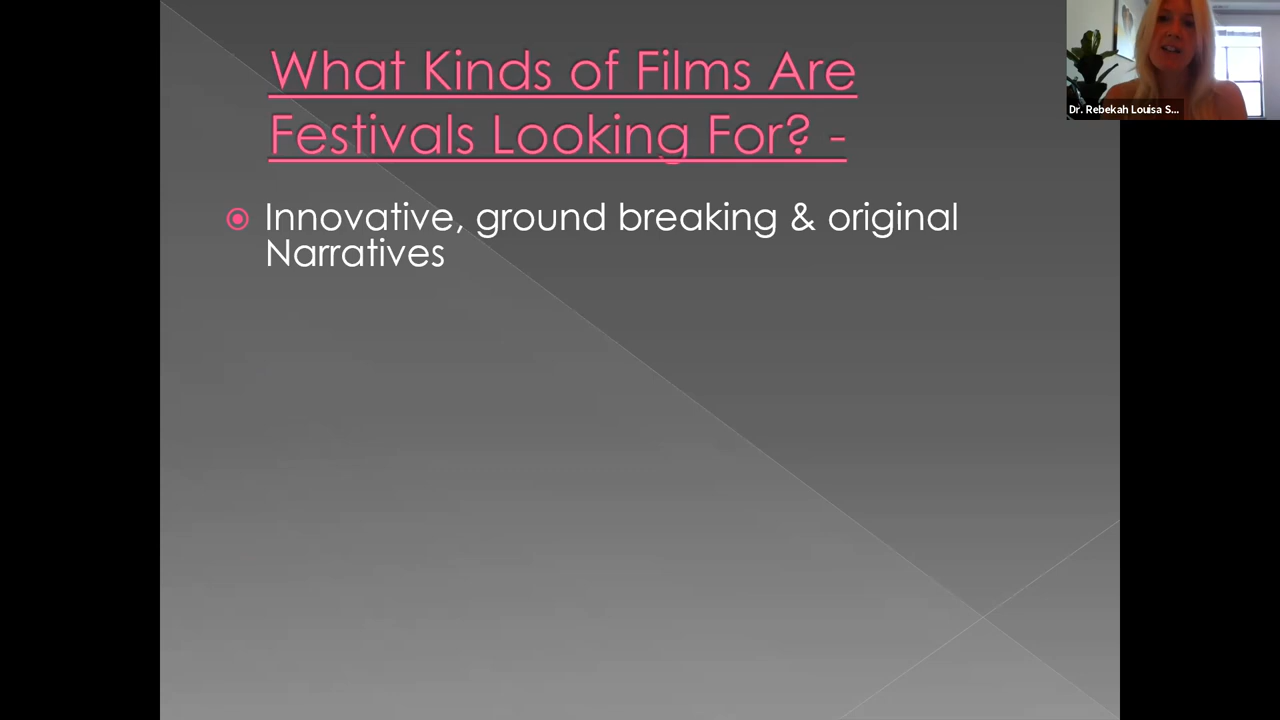 What Kinds of Films Are
Festivals Looking For? -
Innovative, ground breaking & original
Narratives
Dr. Rebekah Louisa S...